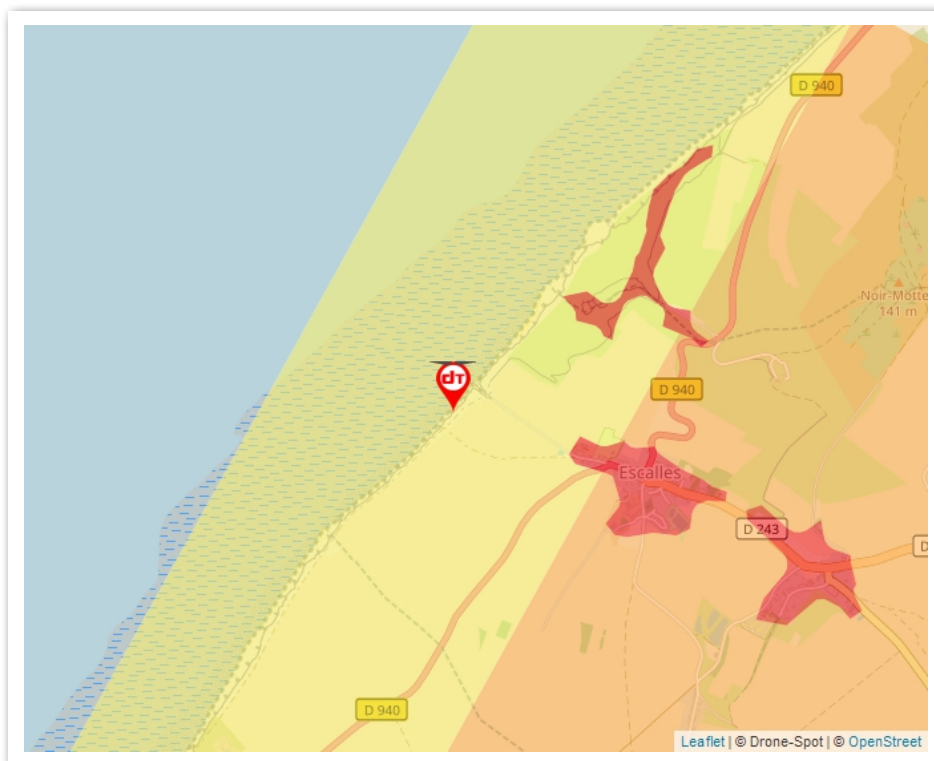 D 940
Noir-Motte
141 m
dT
D 940
Escalles
D 243
D
D 940
Leaflet | © Drone-Spot | © OpenStreet